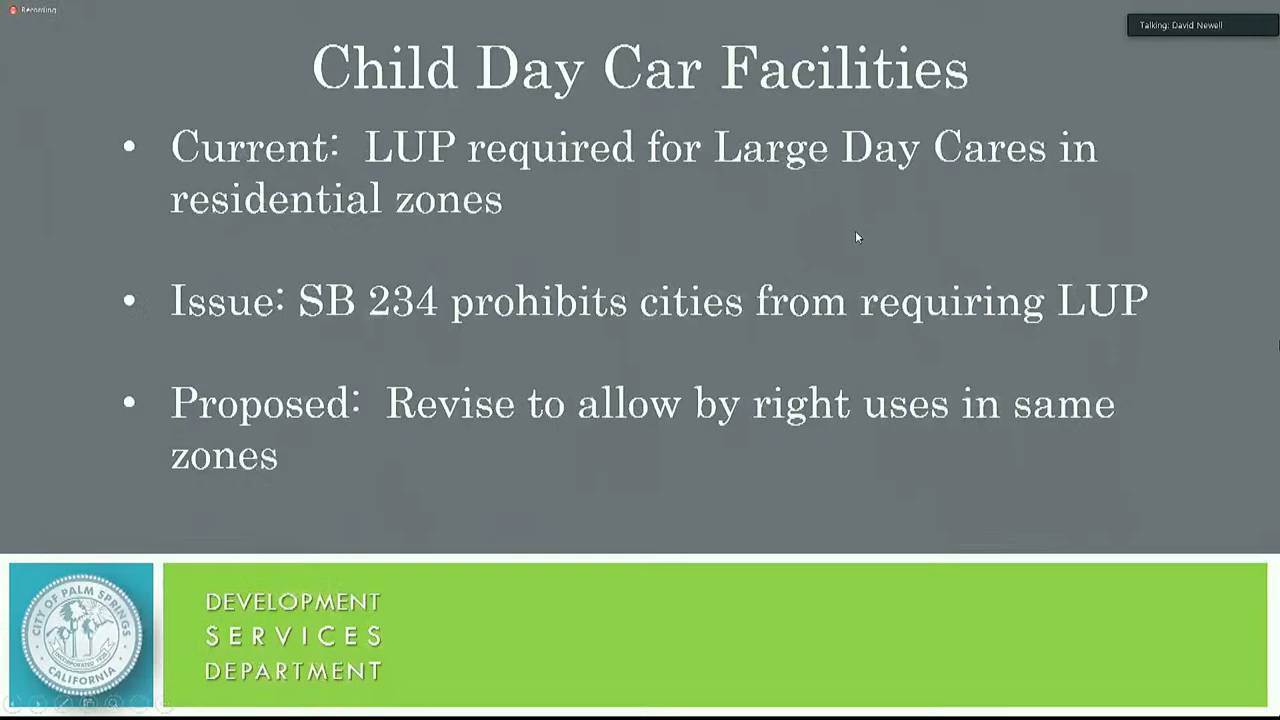 Recording
Talking: David Newell
Child Day Car Facilities
• Current: LUP required for Large Day Cares in
residential zones
• Issue: SB 234 prohibits cities from requiring LUP
• Proposed: Revise to allow by right uses in same
zones
CITY OF PALM SPRINGS
CALIFORNIA
DEVELOPMENT
SERVICES
DEPARTMENT